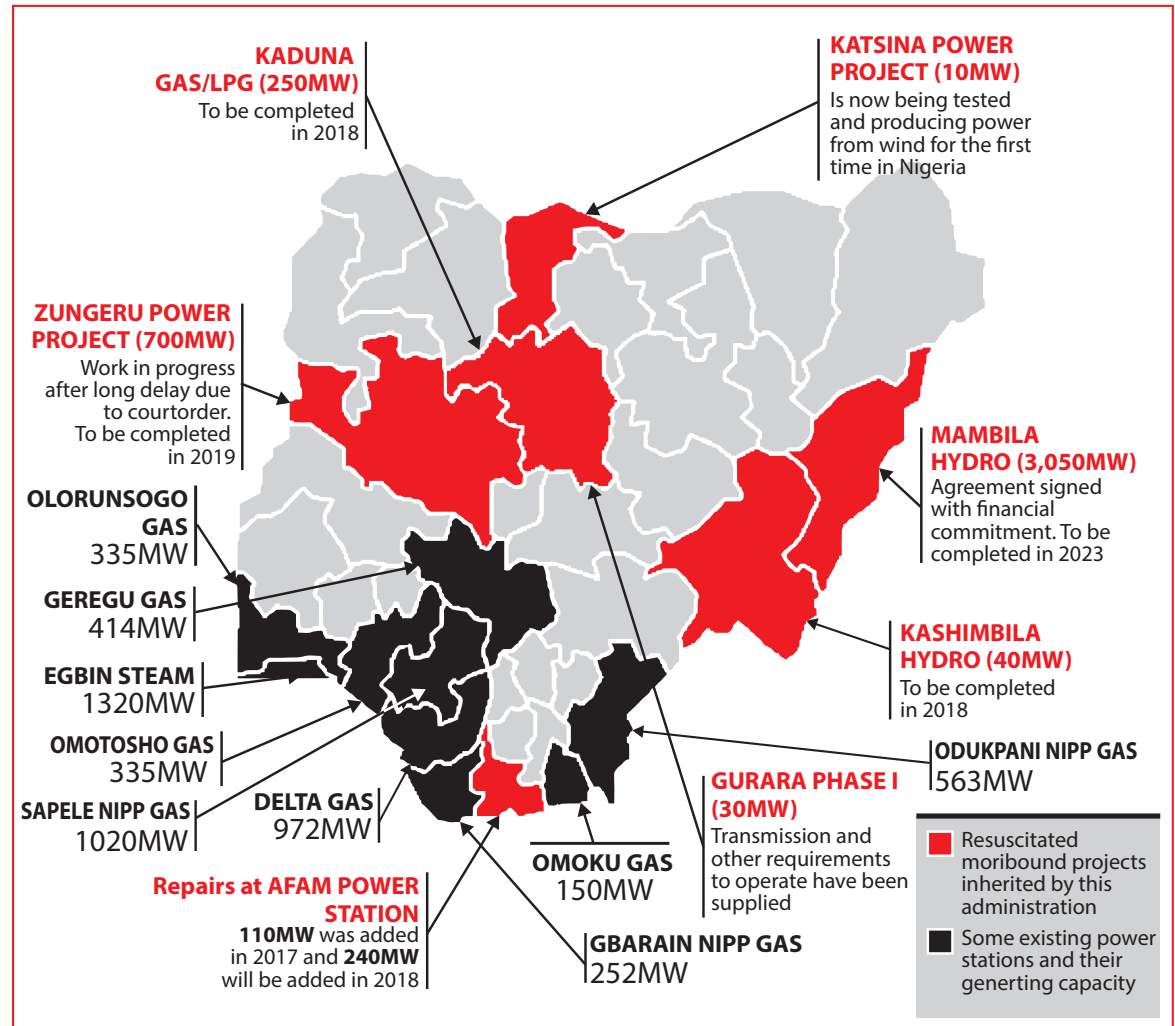 KADUNA
GAS/LPG (250MW)
To be completed
in 2018
KATSINA POWER
PROJECT (10MW)
Is now being tested
and producing power
from wind for the first
time in Nigeria
ZUNGERU POWER
PROJECT (700MW)
Work in progress
after long delay due
to courtorder.
To be completed
in 2019
MAMBILA
HYDRO (3,050MW)
Agreement signed
with financial
commitment. To be
completed in 2023
OLORUNSOGO
GAS
335MW
GEREGU GAS
414MW
KASHIMBILA
HYDRO (40MW)
To be completed
in 2018
EGBIN STEAM
1320MW
OMOTOSHO GAS
335MW
SAPELE NIPP GAS
1020MW
DELTA GAS
972MW
ODUKPANI NIPP GAS
563MW
GURARA PHASE I
(30MW)
Transmission and
other requirements
to operate have been
supplied
OMOKU GAS
150MW
Repairs at AFAM POWER
STATION
110MW was added
in 2017 and 240MW
will be added in 2018
GBARAIN NIPP GAS
252MW
Resuscitated
moribound projects
inherited by this
administration
Some existing power
stations and their
generting capacity